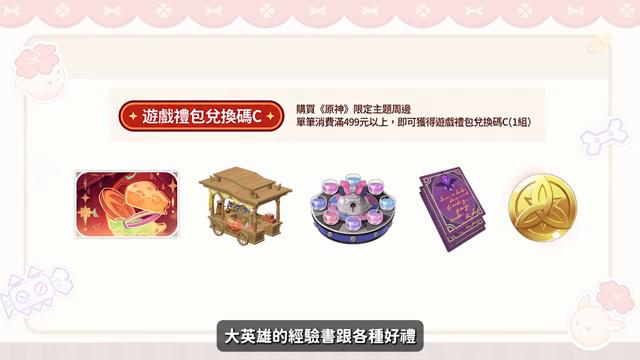 遊戲禮包兌換碼C
購買《原神》限定主題周邊
單筆消費滿499元以上，即可獲得遊戲禮包兌換碼C(1組)
大英雄的經驗書跟各種好禮